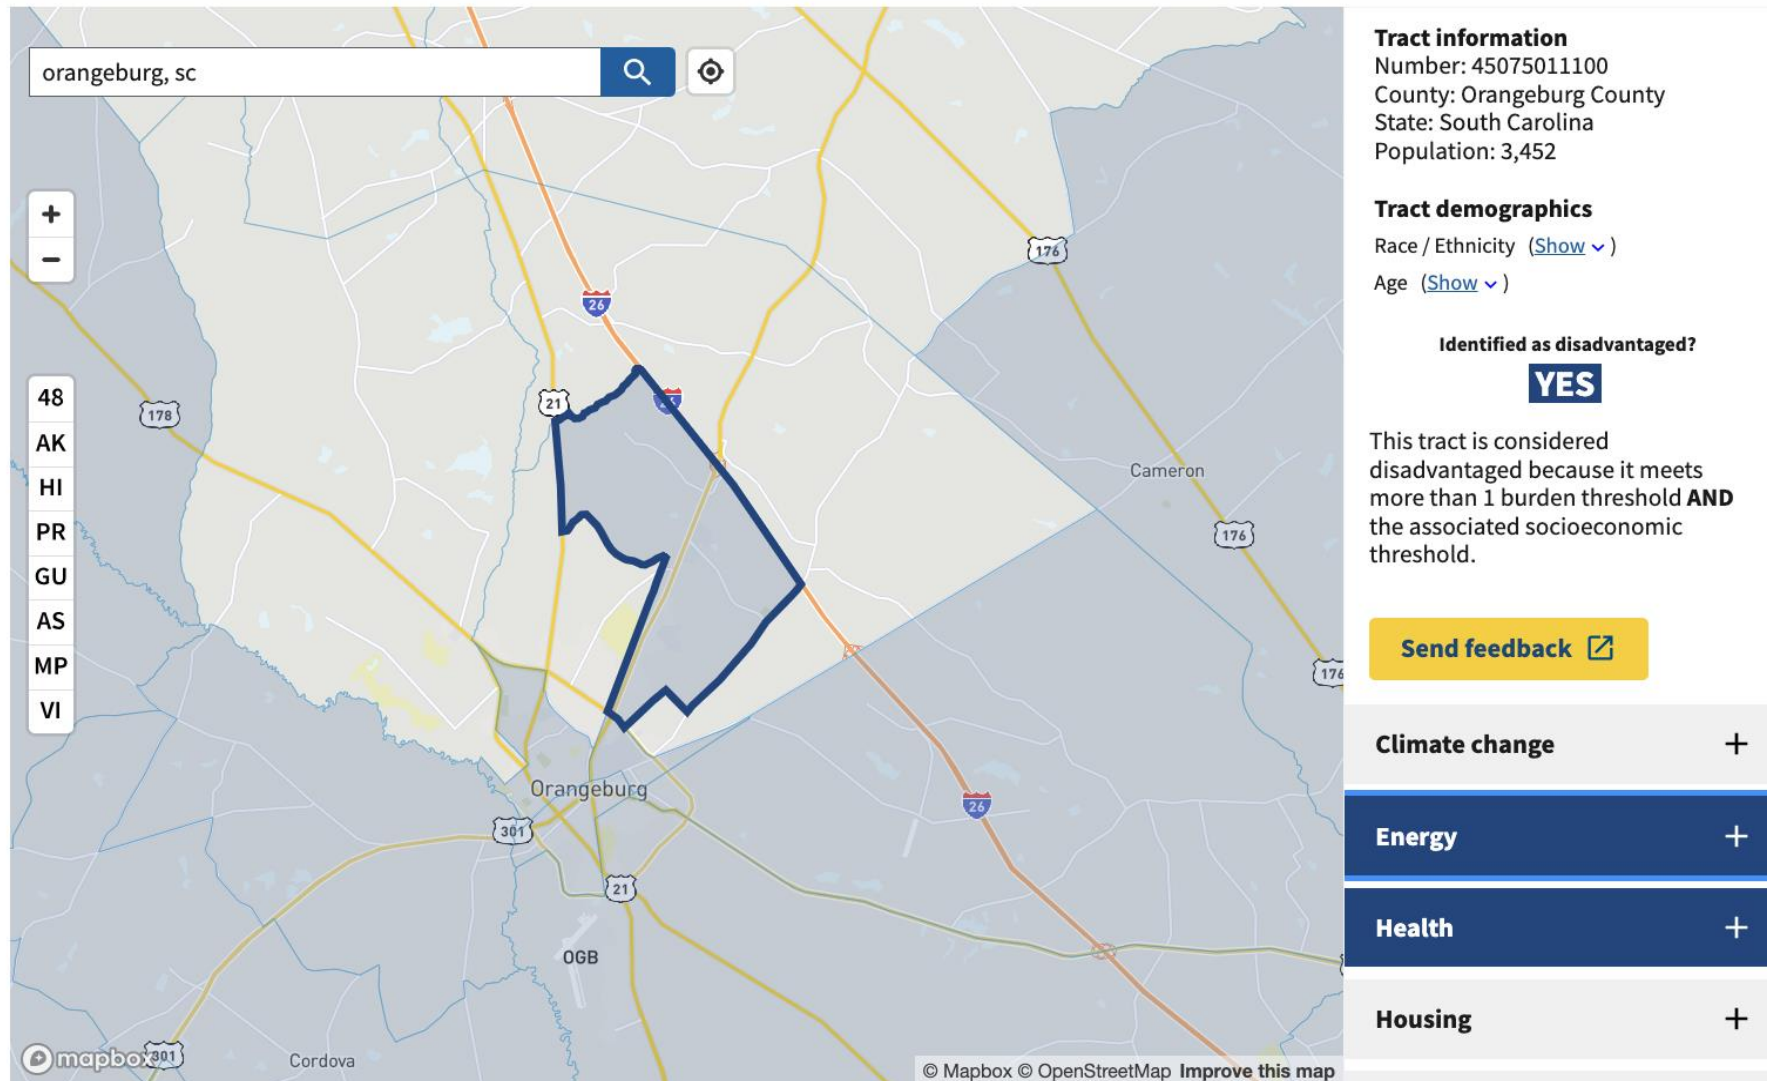 orangeburg, sc
+
−
48
AK
HI
PR
GU
AS
MP
VI
176
26
21
178
Cameron
176
176
Orangeburg
301
26
21
OGB
301
Cordova
mapbox
© Mapbox © OpenStreetMap Improve this map
Tract information
Number: 45075011100
County: Orangeburg County
State: South Carolina
Population: 3,452
Tract demographics
Race / Ethnicity (Show )
Age (Show )
Identified as disadvantaged?
YES
This tract is considered
disadvantaged because it meets
more than 1 burden threshold AND
the associated socioeconomic
threshold.
Send feedback
Climate change +
Energy +
Health +
Housing +